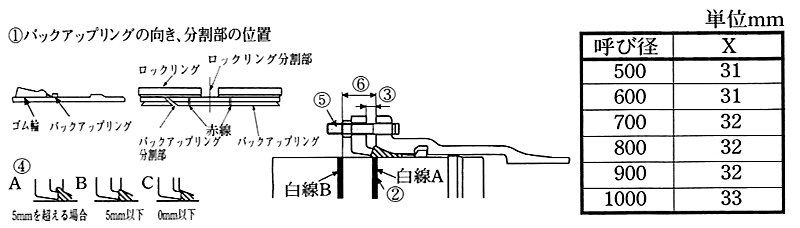 ①バックアップリングの向き、分割部の位置
ロックリング分割部
ロックリング
ゴム輪
バックアップリング
バックアップリング分割部
赤線
バックアップリング
④
A
B
C
5mmを超える場合
5mm以下
0mm以下
⑥
③
⑤
白線B
白線A
②
単位mm
呼び径 X
500 31
600 31
700 32
800 32
900 32
1000 33